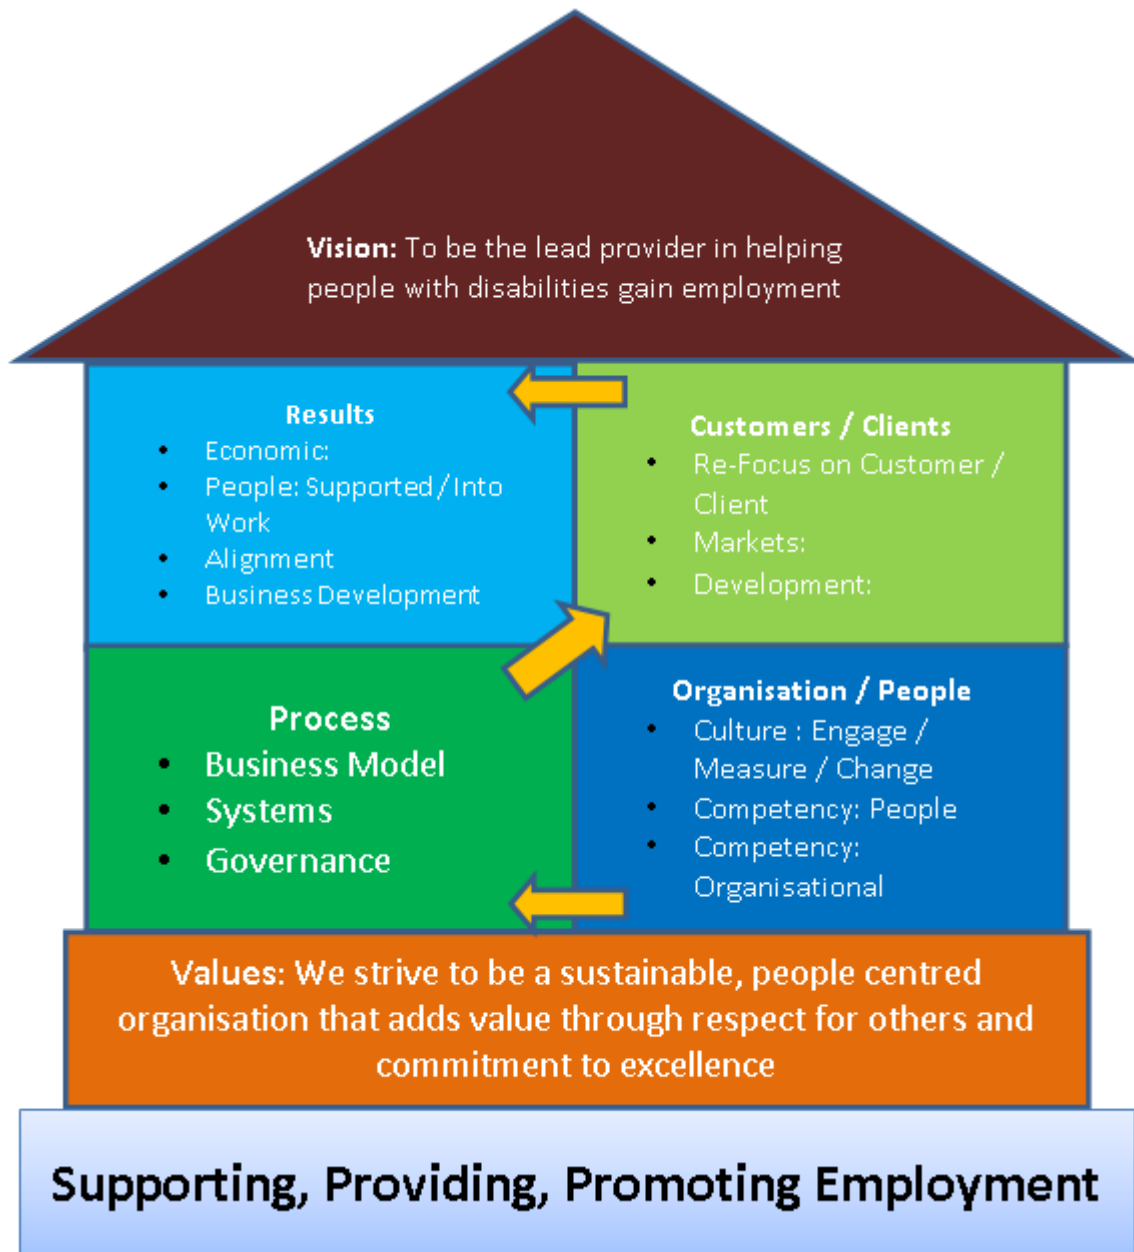 Vision: To be the lead provider in helping
people with disabilities gain employment
Results
• Economic:
• People: Supported / Into
Work
• Alignment
• Business Development
Customers / Clients
• Re-Focus on Customer /
Client
• Markets:
• Development:
Process
• Business Model
• Systems
• Governance
Organisation / People
• Culture : Engage /
Measure / Change
• Competency: People
• Competency:
Organisational
Values: We strive to be a sustainable, people centred
organisation that adds value through respect for others and
commitment to excellence
Supporting, Providing, Promoting Employment